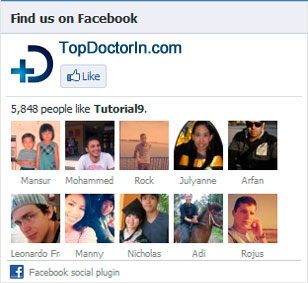 Find us on Facebook
TopDoctorIn.com
Like
5,848 people like Tutorial9.
Mansur Mohammed Rock Julyanne Arfan
Leonardo Fr Manny Nicholas Adi Rojus
Facebook social plugin